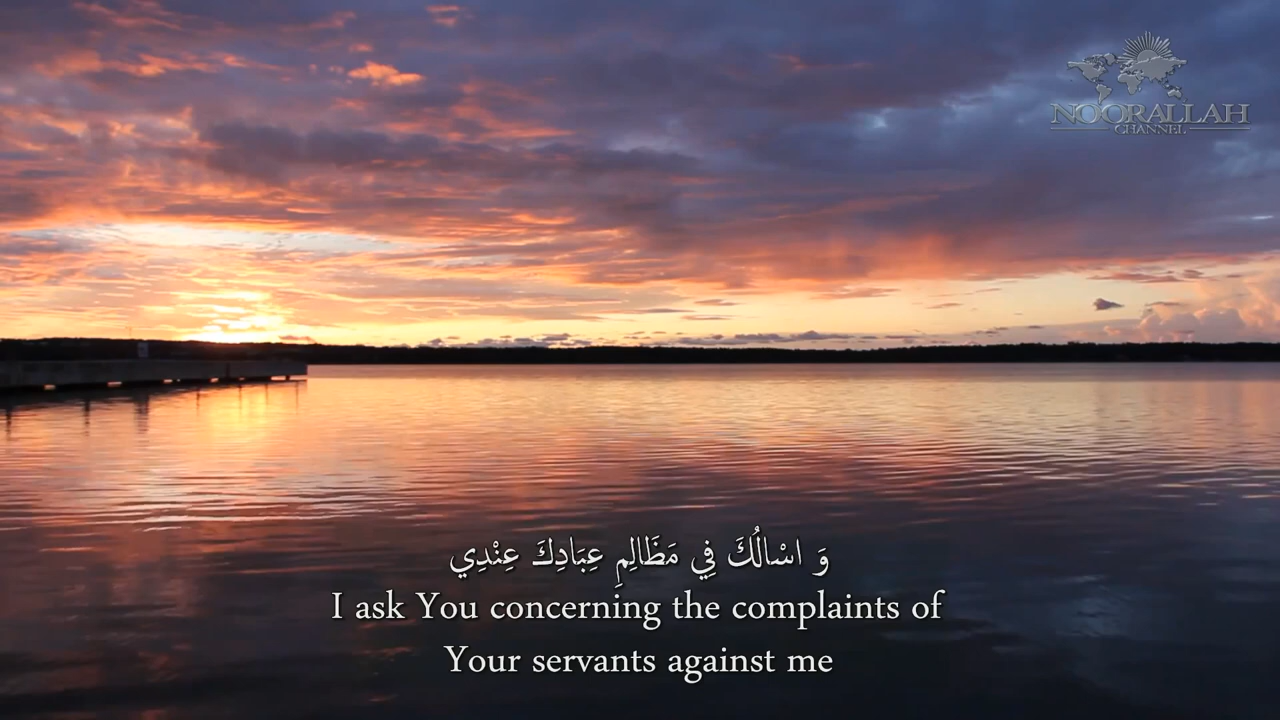 NOORALLAH
CHANNEL
وَ اسْالُكَ فِي مَظَالِمِ عِبَادِكَ عِنْدِي
I ask You concerning the complaints of
Your servants against me